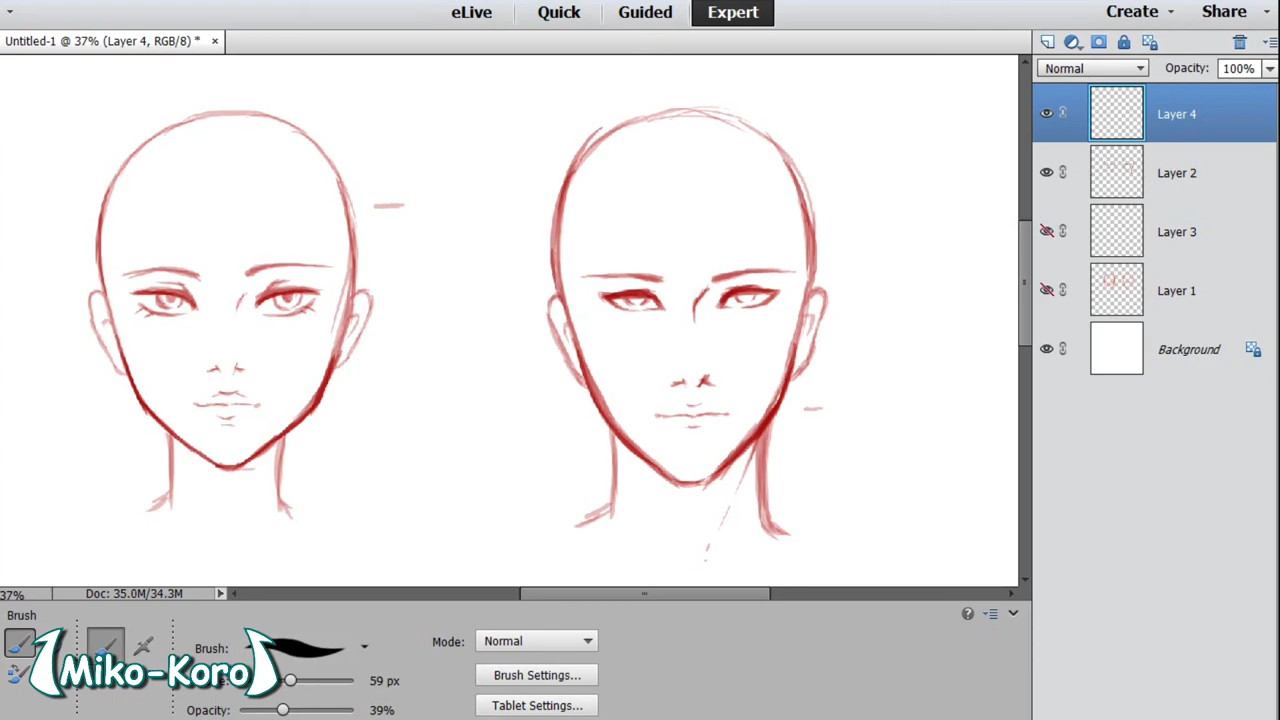 eLive Quick Guided Expert Create Share
Untitled-1 @ 37% (Layer 4, RGB/8) * ×
Normal Opacity: 100%
Layer 4
Layer 2
Layer 3
Layer 1
Background
37% Doc: 35.0M/34.3M
Brush
Brush: Mode: Normal
59 px Brush Settings...
Opacity: 39% Tablet Settings...
Miko-Koro